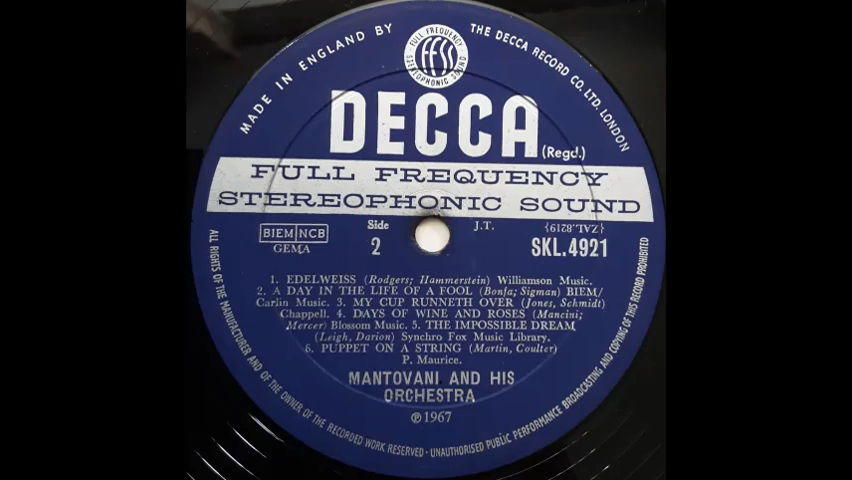 MADE IN ENGLAND BY
THE DECCA RECORD CO. LTD. LONDON
FULL FREQUENCY
FFSS
STEREOPHONIC SOUND
DECCA
(Regd.)
FULL FREQUENCY
STEREOPHONIC SOUND
BIEM NCB
GEMA
Side
2
J.T.
{ZAL.8219}
SKL.4921
1. EDELWEISS (Rodgers; Hammerstein) Williamson Music.
2. A DAY IN THE LIFE OF A FOOL (Bonfa; Sigman) BIEM/
Carlin Music. 3. MY CUP RUNNETH OVER (Jones, Schmidt)
Chappell. 4. DAYS OF WINE AND ROSES (Mancini;
Mercer) Blossom Music. 5. THE IMPOSSIBLE DREAM
(Leigh, Darion) Synchro Fox Music Library.
6. PUPPET ON A STRING (Martin, Coulter)
P. Maurice.
MANTOVANI AND HIS
ORCHESTRA
℗1967
ALL RIGHTS OF THE MANUFACTURER AND OF THE OWNER OF THE RECORDED WORK RESERVED · UNAUTHORISED PUBLIC PERFORMANCE BROADCASTING AND COPYING OF THIS RECORD PROHIBITED